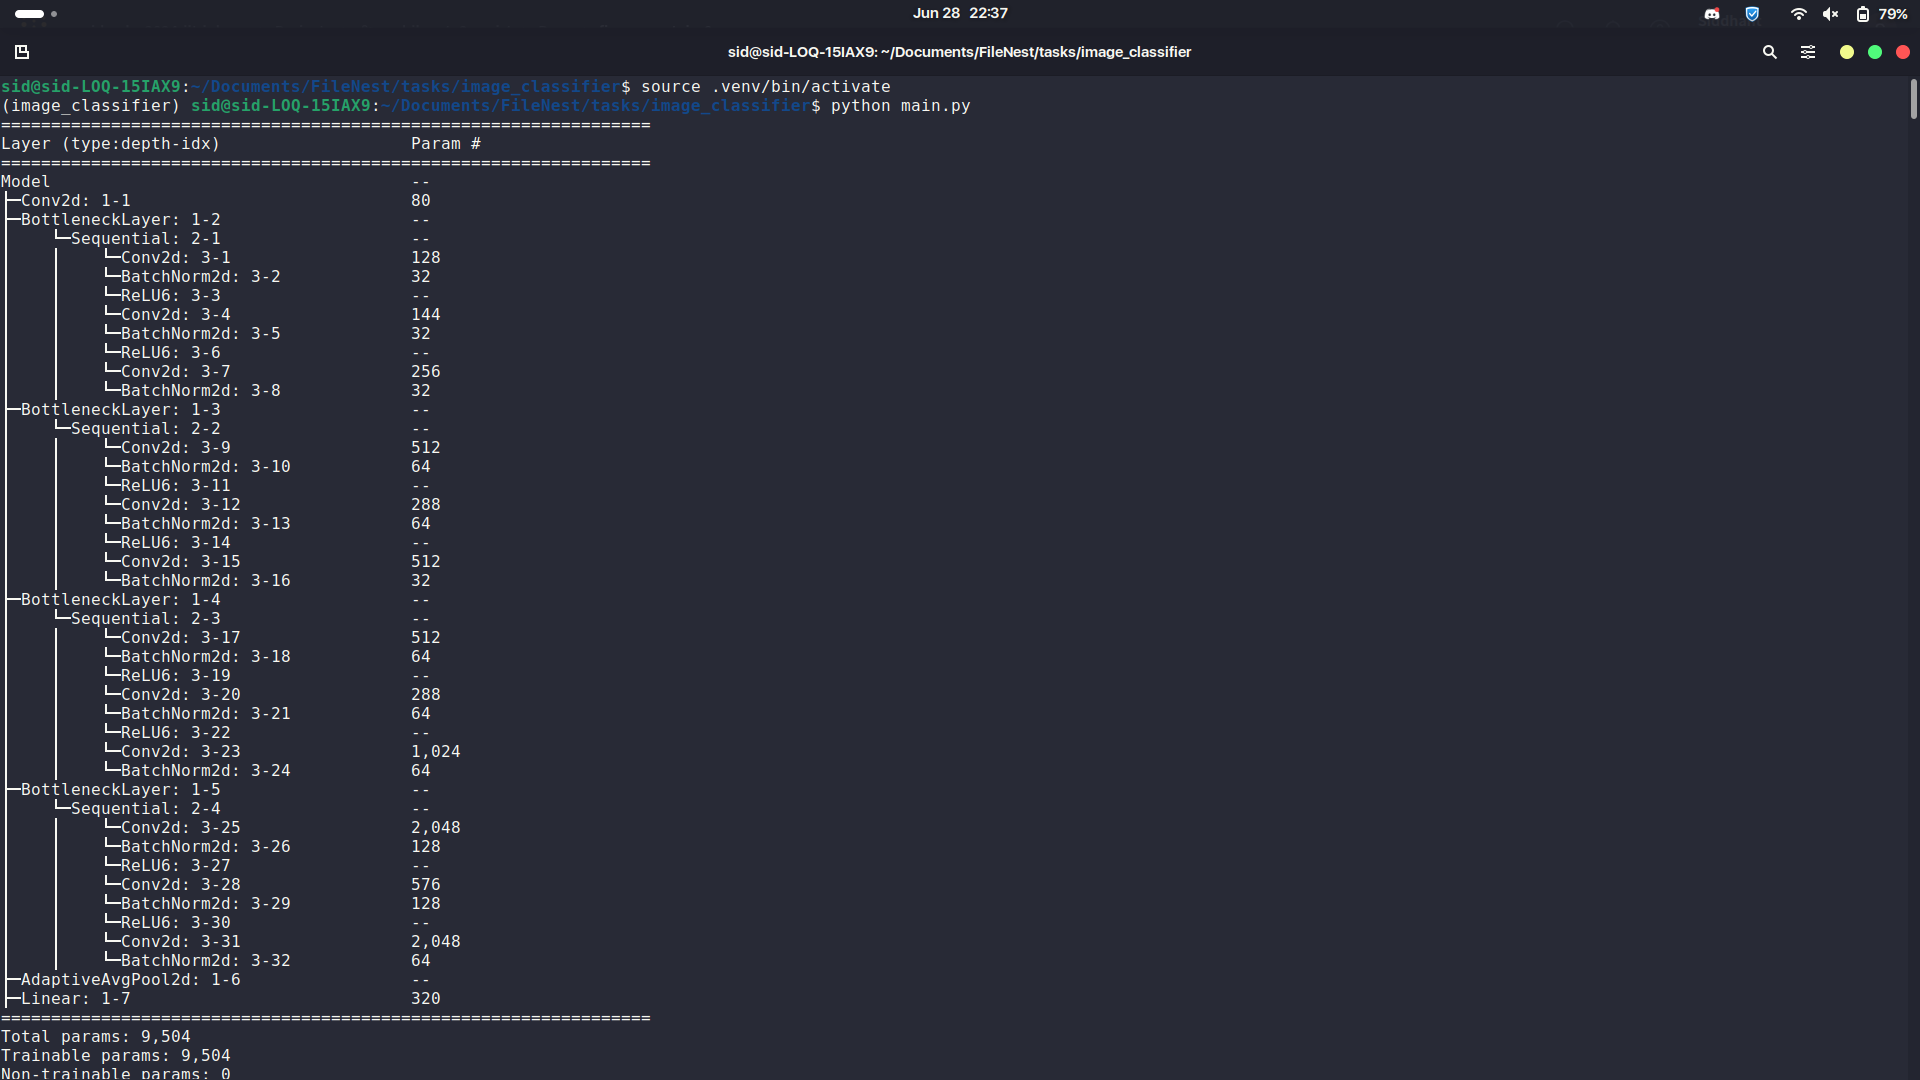 Jun 28 22:37
79%
sid@sid-LOQ-15IAX9: ~/Documents/FileNest/tasks/image_classifier
sid@sid-LOQ-15IAX9:~/Documents/FileNest/tasks/image_classifier$ source .venv/bin/activate
(image_classifier) sid@sid-LOQ-15IAX9:~/Documents/FileNest/tasks/image_classifier$ python main.py
=================================================================
Layer (type:depth-idx)                   Param #
=================================================================
Model                                    --
├─Conv2d: 1-1                            80
├─BottleneckLayer: 1-2                   --
│    └─Sequential: 2-1                   --
│    │    └─Conv2d: 3-1                  128
│    │    └─BatchNorm2d: 3-2             32
│    │    └─ReLU6: 3-3                   --
│    │    └─Conv2d: 3-4                  144
│    │    └─BatchNorm2d: 3-5             32
│    │    └─ReLU6: 3-6                   --
│    │    └─Conv2d: 3-7                  256
│    │    └─BatchNorm2d: 3-8             32
├─BottleneckLayer: 1-3                   --
│    └─Sequential: 2-2                   --
│    │    └─Conv2d: 3-9                  512
│    │    └─BatchNorm2d: 3-10            64
│    │    └─ReLU6: 3-11                  --
│    │    └─Conv2d: 3-12                 288
│    │    └─BatchNorm2d: 3-13            64
│    │    └─ReLU6: 3-14                  --
│    │    └─Conv2d: 3-15                 512
│    │    └─BatchNorm2d: 3-16            32
├─BottleneckLayer: 1-4                   --
│    └─Sequential: 2-3                   --
│    │    └─Conv2d: 3-17                 512
│    │    └─BatchNorm2d: 3-18            64
│    │    └─ReLU6: 3-19                  --
│    │    └─Conv2d: 3-20                 288
│    │    └─BatchNorm2d: 3-21            64
│    │    └─ReLU6: 3-22                  --
│    │    └─Conv2d: 3-23                 1,024
│    │    └─BatchNorm2d: 3-24            64
├─BottleneckLayer: 1-5                   --
│    └─Sequential: 2-4                   --
│    │    └─Conv2d: 3-25                 2,048
│    │    └─BatchNorm2d: 3-26            128
│    │    └─ReLU6: 3-27                  --
│    │    └─Conv2d: 3-28                 576
│    │    └─BatchNorm2d: 3-29            128
│    │    └─ReLU6: 3-30                  --
│    │    └─Conv2d: 3-31                 2,048
│    │    └─BatchNorm2d: 3-32            64
├─AdaptiveAvgPool2d: 1-6                 --
├─Linear: 1-7                            320
=================================================================
Total params: 9,504
Trainable params: 9,504
Non-trainable params: 0